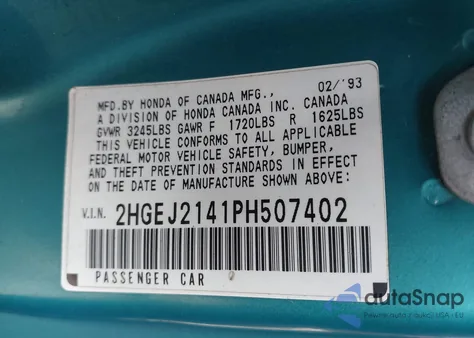 02/'93
MFD.BY HONDA OF CANADA MFG.,
A DIVISION OF HONDA CANADA INC. CANADA
GVWR 3245LBS GAWR F 1720LBS R 1625LBS
THIS VEHICLE CONFORMS TO ALL APPLICABLE
FEDERAL MOTOR VEHICLE SAFETY, BUMPER,
AND THEFT PREVENTION STANDARDS IN EFFECT
ON THE DATE OF MANUFACTURE SHOWN ABOVE:
V.I.N. 2HGEJ2141PH507402
PASSENGER CAR
autoSnap